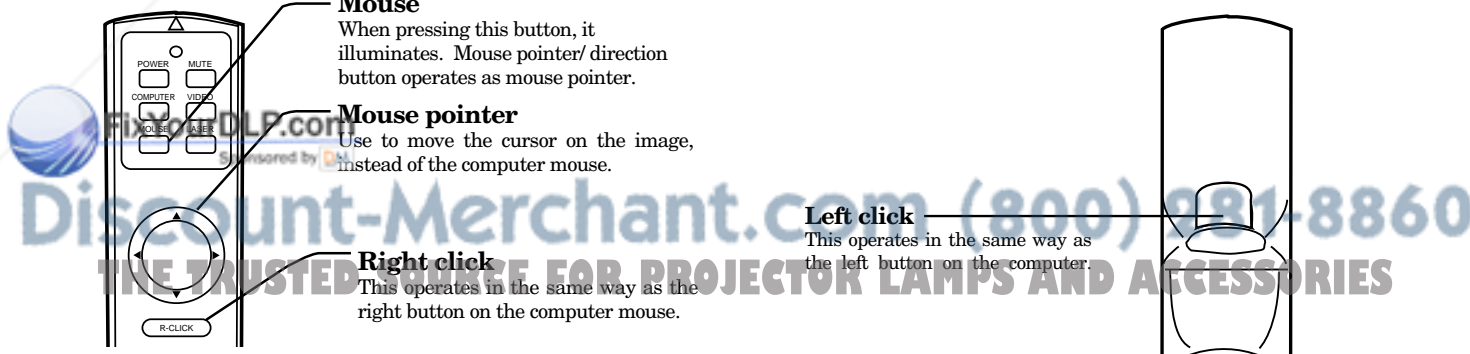 Mouse
When pressing this button, it
illuminates. Mouse pointer/ direction
button operates as mouse pointer.
POWER MUTE
COMPUTER VIDEO
MOUSE LASER
FixYourDLP.com
Sponsored by DM
Mouse pointer
Use to move the cursor on the image,
instead of the computer mouse.
Discount-Merchant.com (800) 981-8860
THE TRUSTED SOURCE FOR PROJECTOR LAMPS AND ACCESSORIES
Right click
This operates in the same way as the
right button on the computer mouse.
R-CLICK
Left click
This operates in the same way as
the left button on the computer.